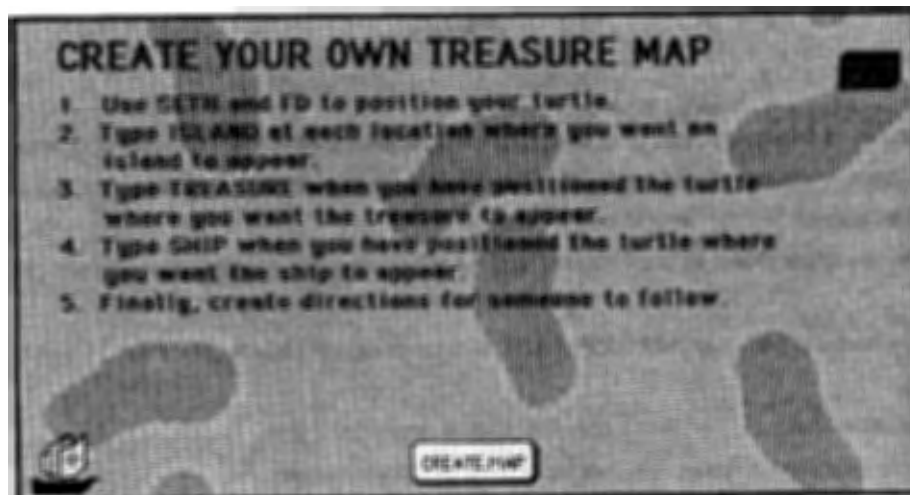 CREATE YOUR OWN TREASURE MAP
1. Use SETH and FD to position your turtle.
2. Type ISLAND at each location where you want an
island to appear.
3. Type TREASURE when you have positioned the turtle
where you want the treasure to appear.
4. Type SHIP when you have positioned the turtle where
you want the ship to appear.
5. Finally, create directions for someone to follow.
CREATE.MAP